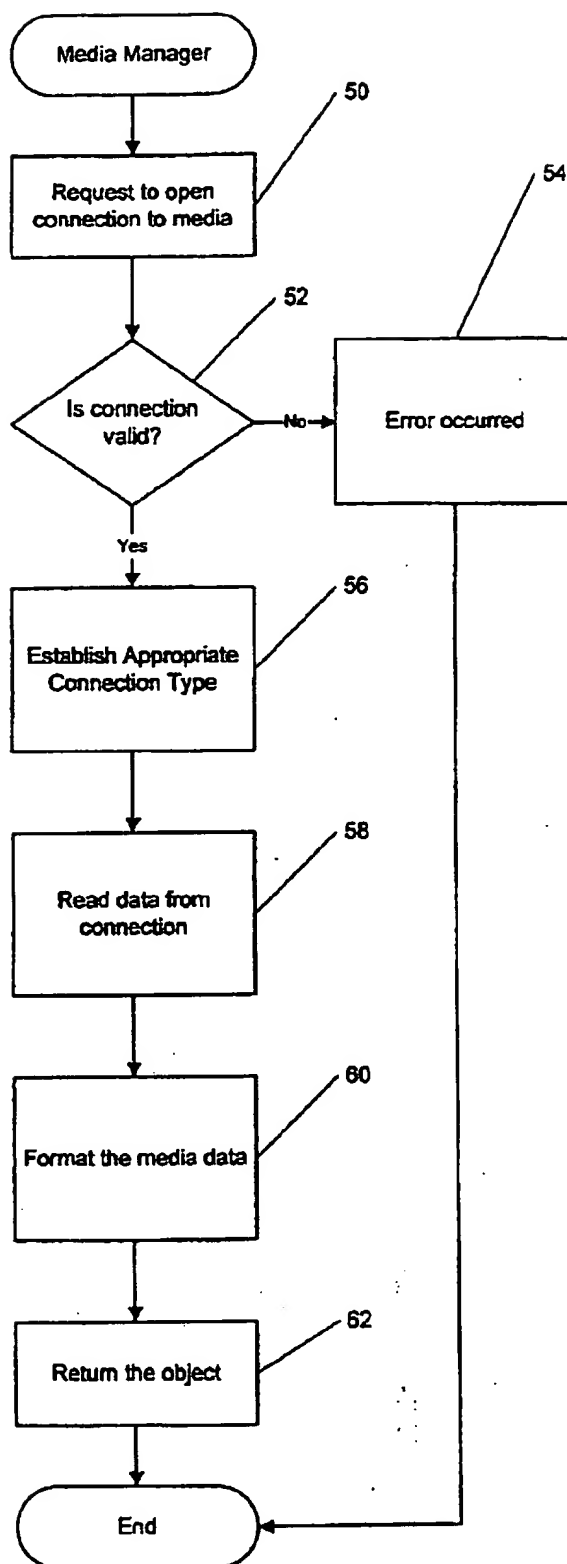 Media Manager
50
Request to open
connection to media
54
52
Is connection
valid?
No
Error occurred
Yes
56
Establish Appropriate
Connection Type
58
Read data from
connection
60
Format the media data
62
Return the object
End